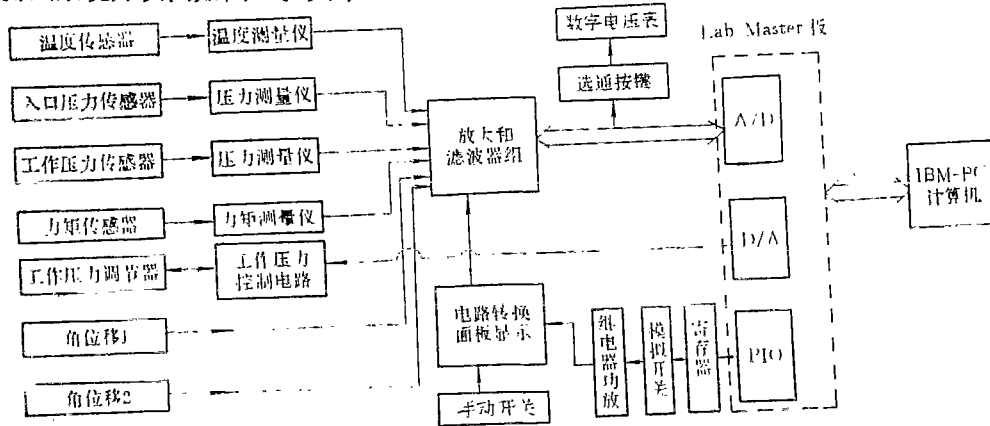 温度传感器
温度测量仪
数字电压表
Lab Master 板
选通按键
入口压力传感器
压力测量仪
放大和
滤波器组
A/D
工作压力传感器
压力测量仪
IBM-PC
计算机
力矩传感器
力矩测量仪
D/A
工作压力调节器
工作压力
控制电路
电路转换
面板显示
继电器功放
模拟开关
寄存器
PIO
角位移1
角位移2
手动开关